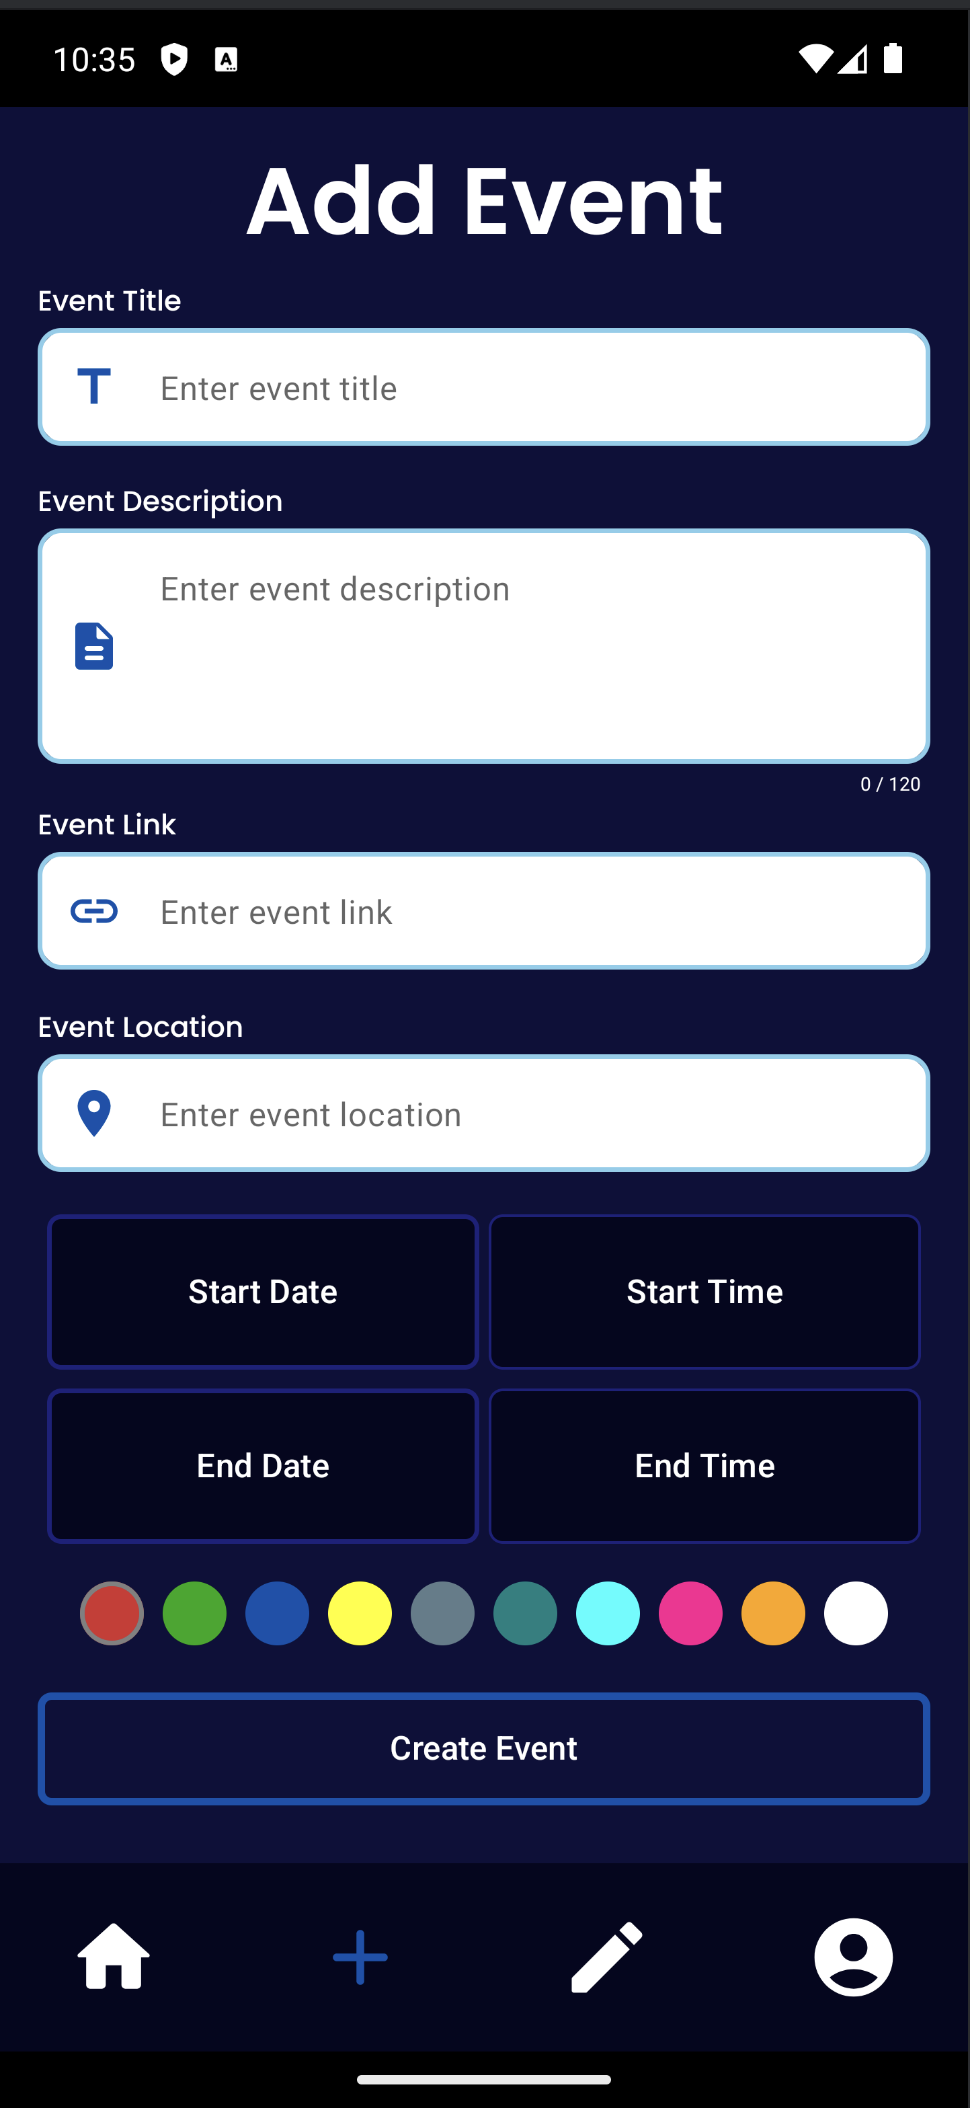 10:35
Add Event
Event Title
Enter event title
Event Description
Enter event description
0 / 120
Event Link
Enter event link
Event Location
Enter event location
Start Date
Start Time
End Date
End Time
Create Event